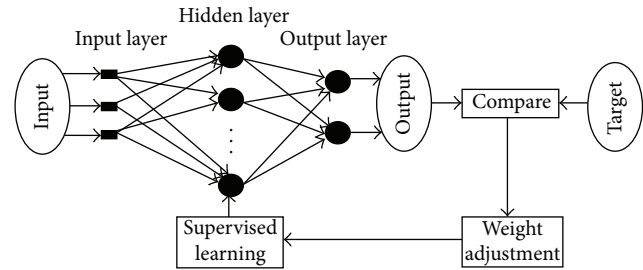 Hidden layer
Input layer
Output layer
Input
Output
Compare
Target
Supervised
learning
Weight
adjustment